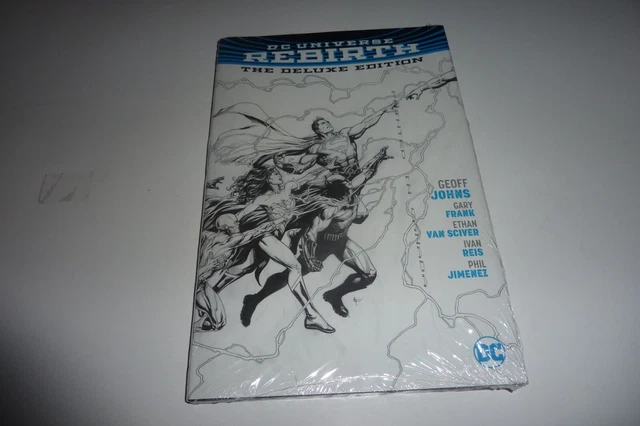 DC UNIVERSE
REBIRTH
THE DELUXE EDITION
GEOFF
JOHNS
GARY
FRANK
ETHAN
VAN SCIVER
IVAN
REIS
PHIL
JIMENEZ
DC